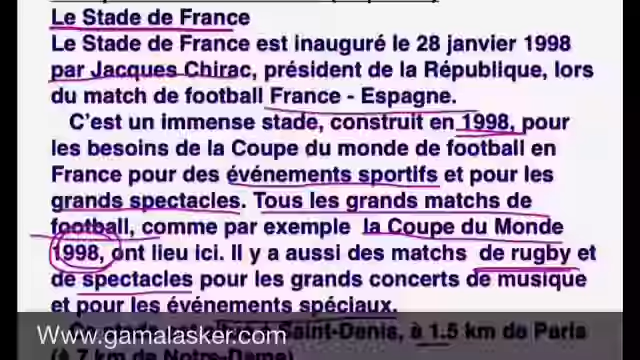 Le Stade de France
Le Stade de France est inauguré le 28 janvier 1998
par Jacques Chirac, président de la République, lors
du match de football France - Espagne.
C'est un immense stade, construit en 1998, pour
les besoins de la Coupe du monde de football en
France pour des événements sportifs et pour les
grands spectacles. Tous les grands matchs de
football, comme par exemple la Coupe du Monde
1998, ont lieu ici. Il y a aussi des matchs de rugby et
de spectacles pour les grands concerts de musique
et pour les événements spéciaux.
Saint-Denis, à 1.5 km de Paris
(à 7 km de Notre-Dame)
Www.gamalasker.com